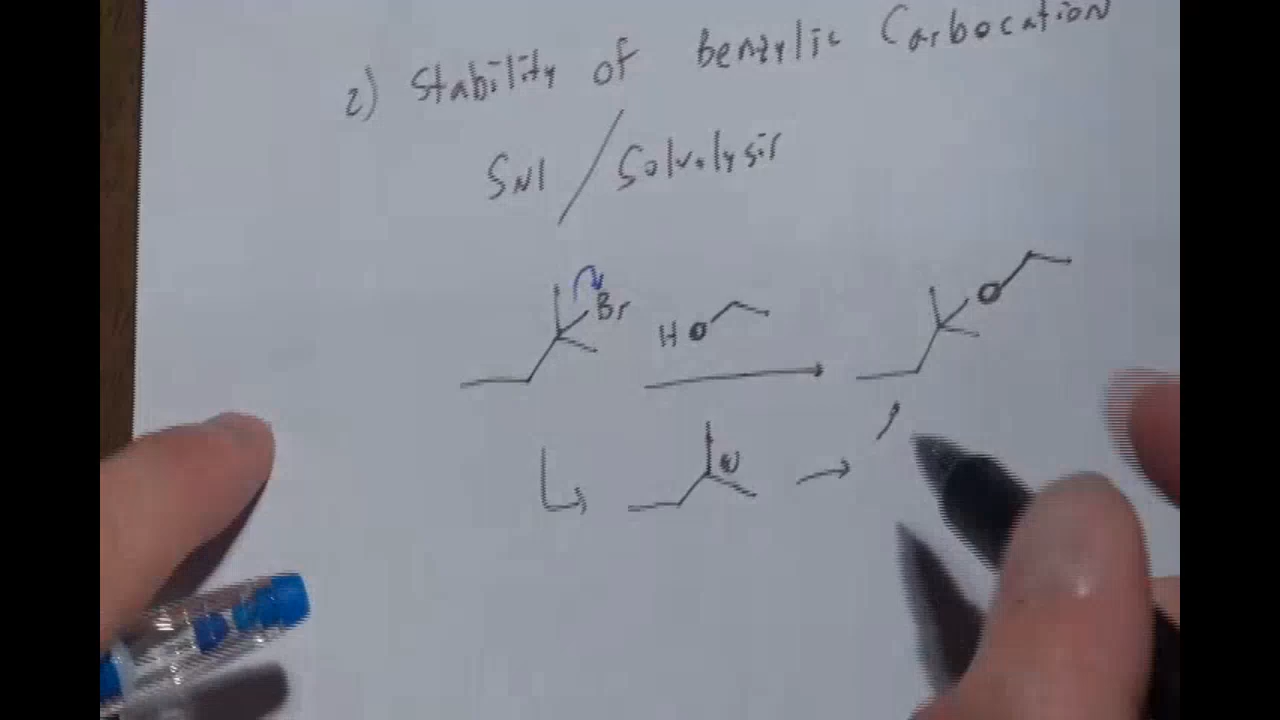 2) Stability of benzylic Carbocation
SN1 / Solvolysis
Br
HO
O
⊕